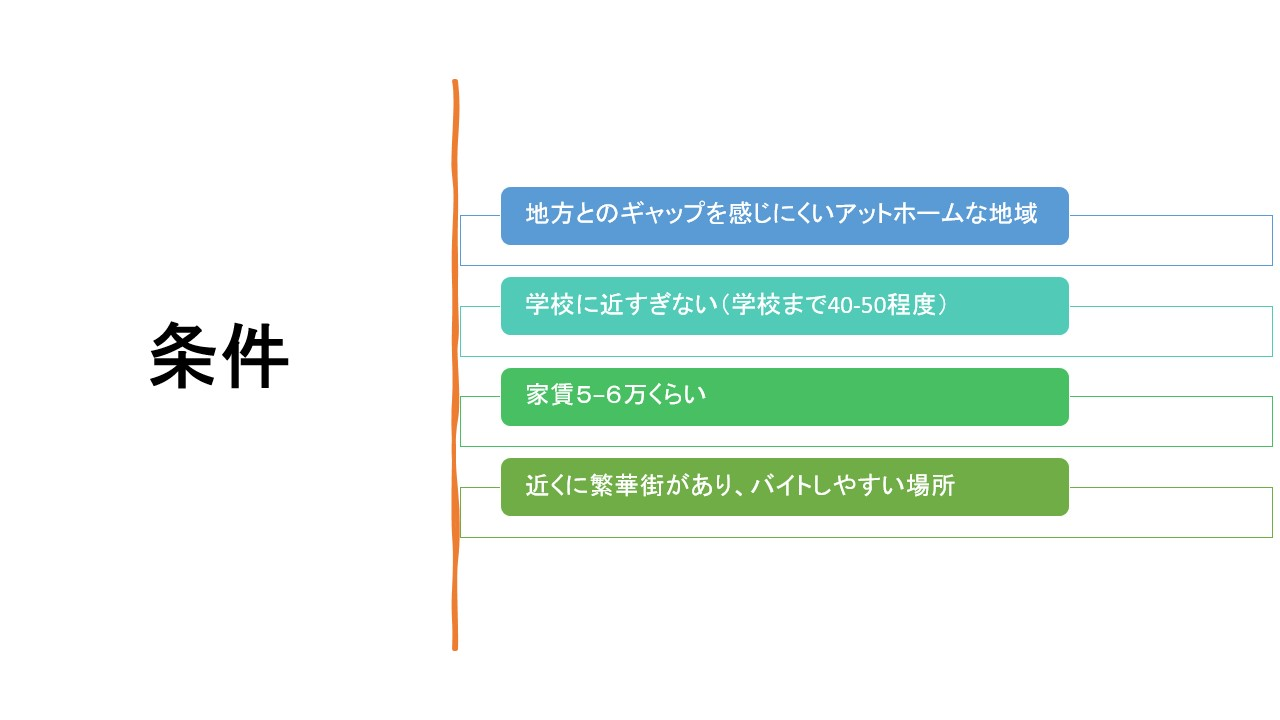 条件
地方とのギャップを感じにくいアットホームな地域
学校に近すぎない（学校まで40-50程度）
家賃５−６万くらい
近くに繁華街があり、バイトしやすい場所